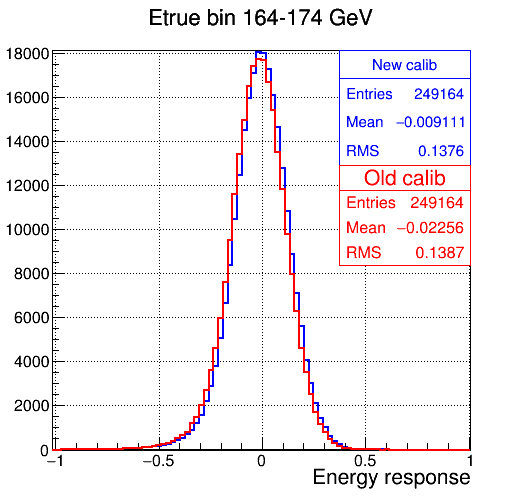 Etrue bin 164-174 GeV
18000
16000
14000
12000
10000
8000
6000
4000
2000
0
−1
−0.5
0
0.5
1
Energy response
New calib
Entries 249164
Mean −0.009111
RMS 0.1376
Old calib
Entries 249164
Mean −0.02256
RMS 0.1387